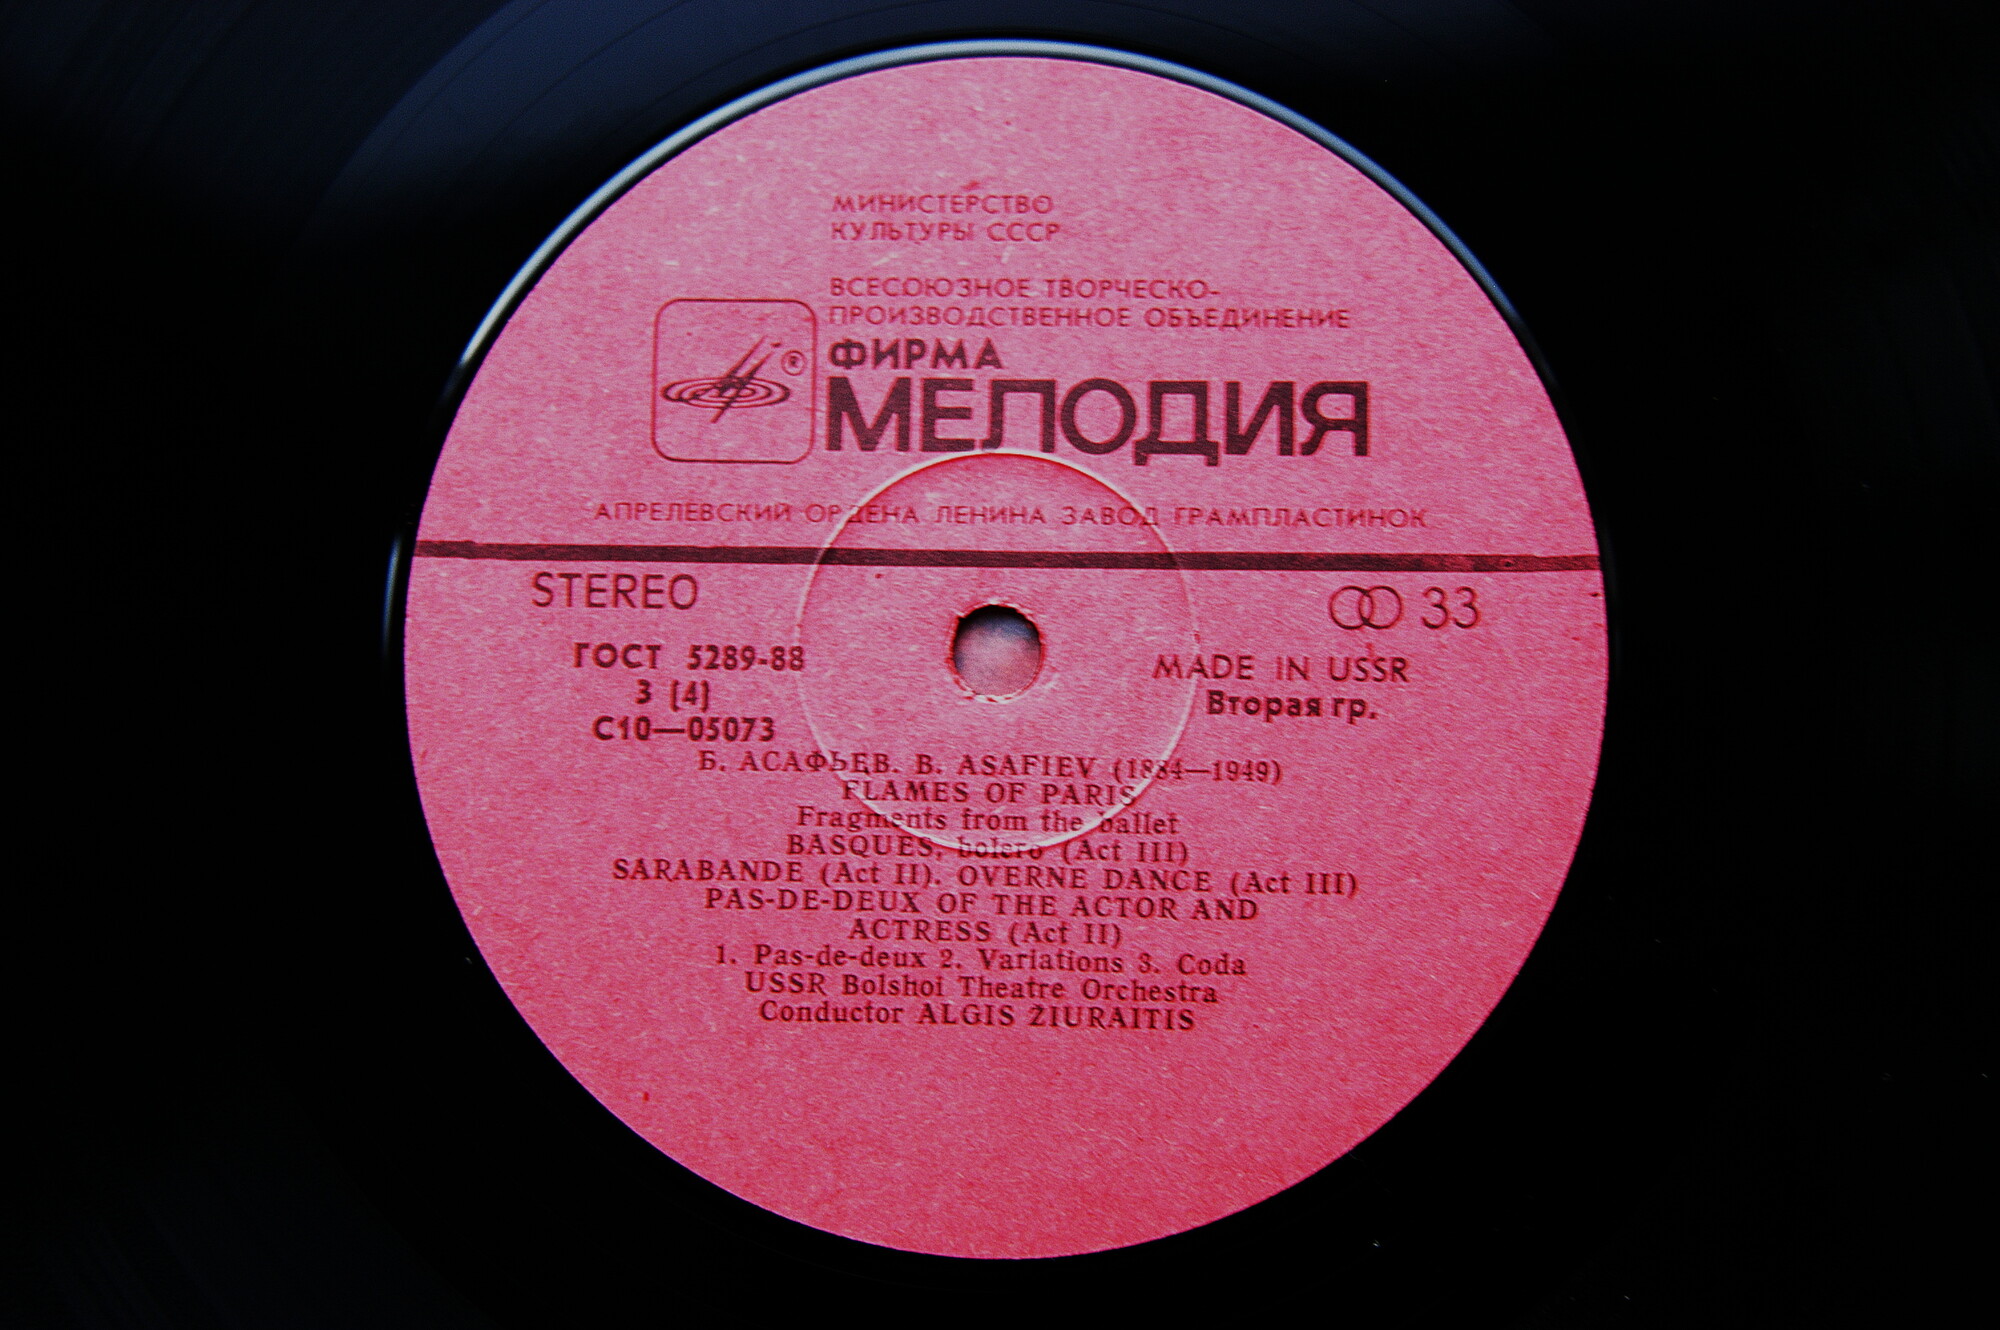 МИНИСТЕРСТВО
КУЛЬТУРЫ СССР
ВСЕСОЮЗНОЕ ТВОРЧЕСКО-
ПРОИЗВОДСТВЕННОЕ ОБЪЕДИНЕНИЕ
®
ФИРМА
МЕЛОДИЯ
АПРЕЛЕВСКИЙ ОРДЕНА ЛЕНИНА ЗАВОД ГРАМПЛАСТИНОК
STEREO
33
ГОСТ 5289-88
MADE IN USSR
3 (4)
Вторая гр.
С10—05073
Б. АСАФЬЕВ. B. ASAFIEV (1884—1949)
FLAMES OF PARIS
Fragments from the ballet
BASQUES, bolero (Act III)
SARABANDE (Act II). OVERNE DANCE (Act III)
PAS-DE-DEUX OF THE ACTOR AND
ACTRESS (Act II)
1. Pas-de-deux 2. Variations 3. Coda
USSR Bolshoi Theatre Orchestra
Conductor ALGIS ŽIURAITIS